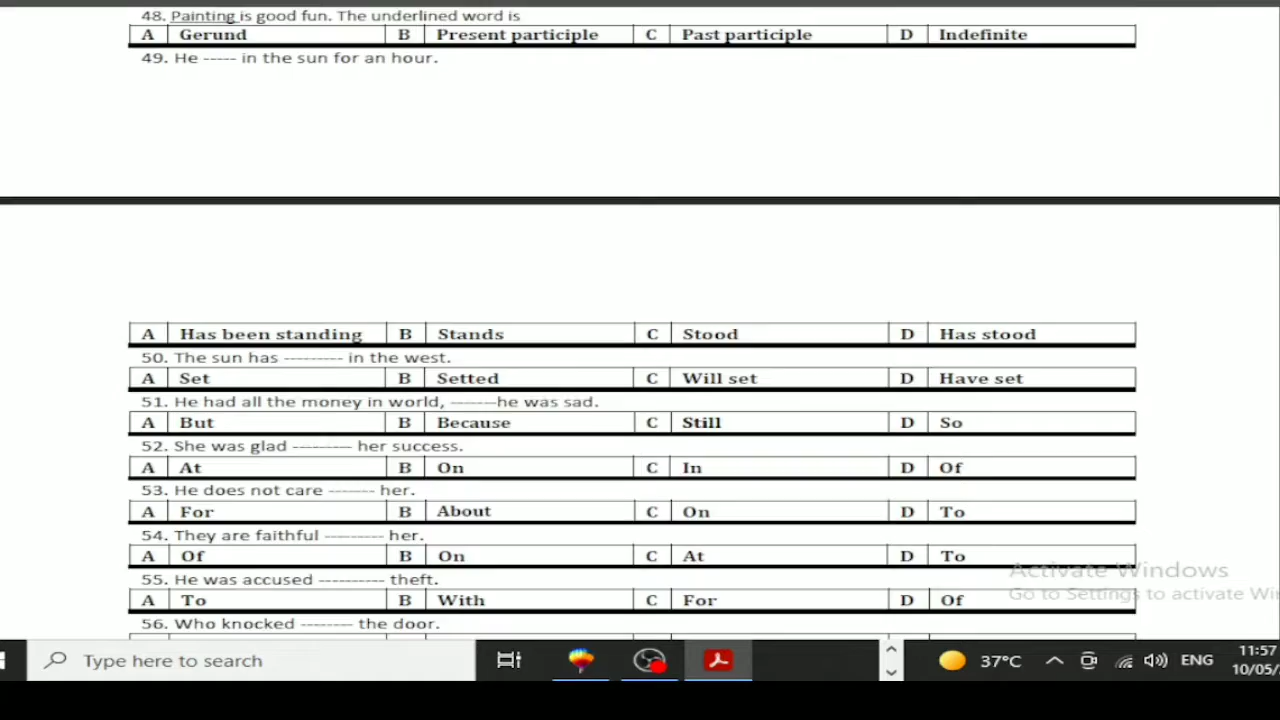 48. Painting is good fun. The underlined word is
A Gerund B Present participle C Past participle D Indefinite
49. He ----- in the sun for an hour.
A Has been standing B Stands C Stood D Has stood
50. The sun has --------- in the west.
A Set B Setted C Will set D Have set
51. He had all the money in world, -------he was sad.
A But B Because C Still D So
52. She was glad --------- her success.
A At B On C In D Of
53. He does not care ------- her.
A For B About C On D To
54. They are faithful --------- her.
A Of B On C At D To
Activate Windows
55. He was accused ---------- theft.
A To B With C For D Of
Go to Settings to activate Wi
56. Who knocked -------- the door.
Type here to search 37°C ENG 11:57
10/05/